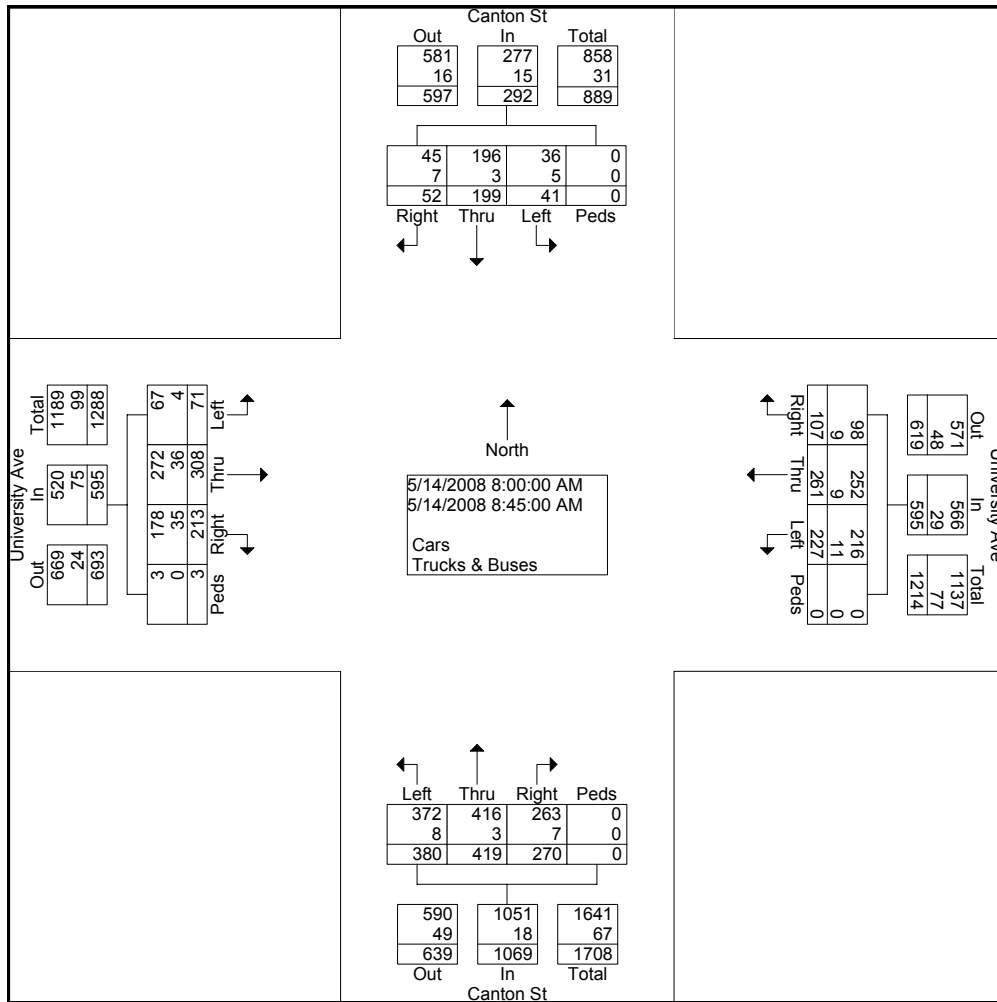 Canton St
Out In Total
581 277 858
16 15 31
597 292 889
45 196 36 0
7 3 5 0
52 199 41 0
Right Thru Left Peds
University Ave
Total In Out
1189 520 669
99 75 24
1288 595 693
67 272 178 3
4 36 35 0
71 308 213 3
Left Thru Right Peds
North
5/14/2008 8:00:00 AM
5/14/2008 8:45:00 AM
Cars
Trucks & Buses
Right Thru Left Peds
107 261 227 0
9 9 11 0
98 252 216 0
619 595 1214
48 29 77
571 566 1137
Out In Total
University Ave
Left Thru Right Peds
372 416 263 0
8 3 7 0
380 419 270 0
590 1051 1641
49 18 67
639 1069 1708
Out In Total
Canton St